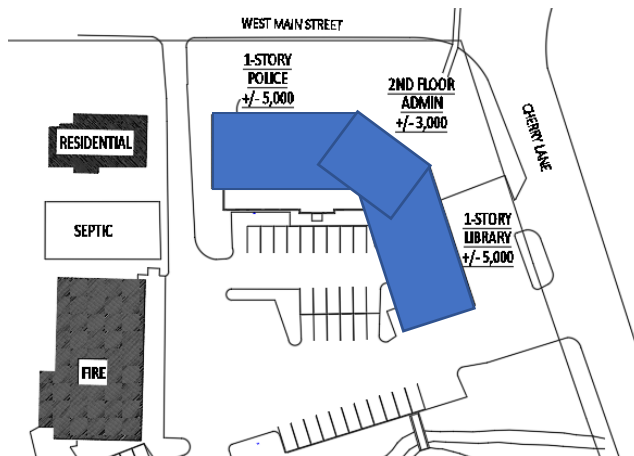 WEST MAIN STREET
1-STORY
POLICE
+/- 5,000
2ND FLOOR
ADMIN
+/- 3,000
CHERRY LANE
RESIDENTIAL
SEPTIC
1-STORY
LIBRARY
+/- 5,000
FIRE